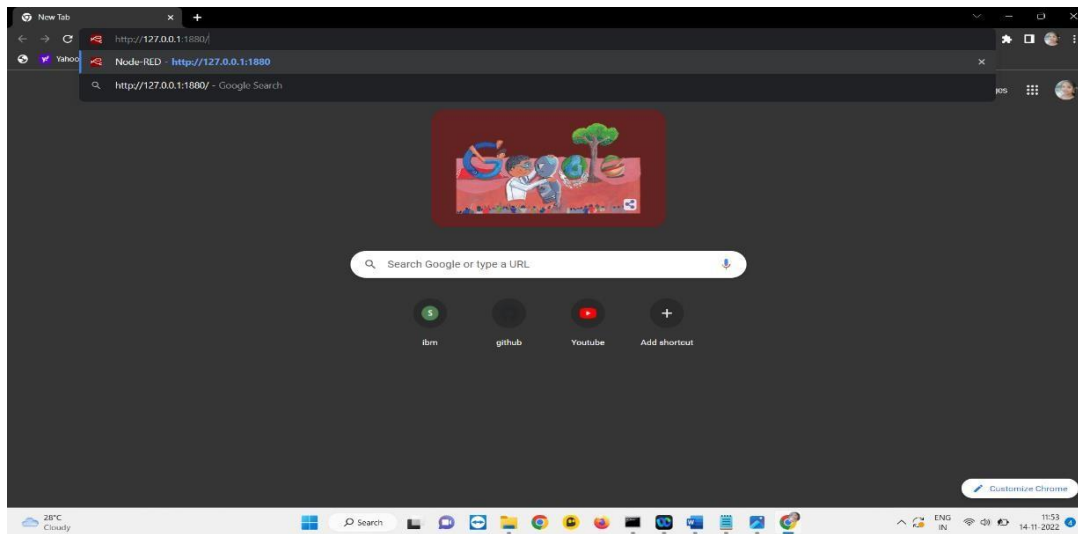 New Tab
http://127.0.0.1:1880/
Yahoo
Node-RED - http://127.0.0.1:1880
http://127.0.0.1:1880/ - Google Search
Search Google or type a URL
S
ibm
github
Youtube
Add shortcut
Customize Chrome
28°C
Cloudy
Search
ENG
IN
11:53
14-11-2022
4